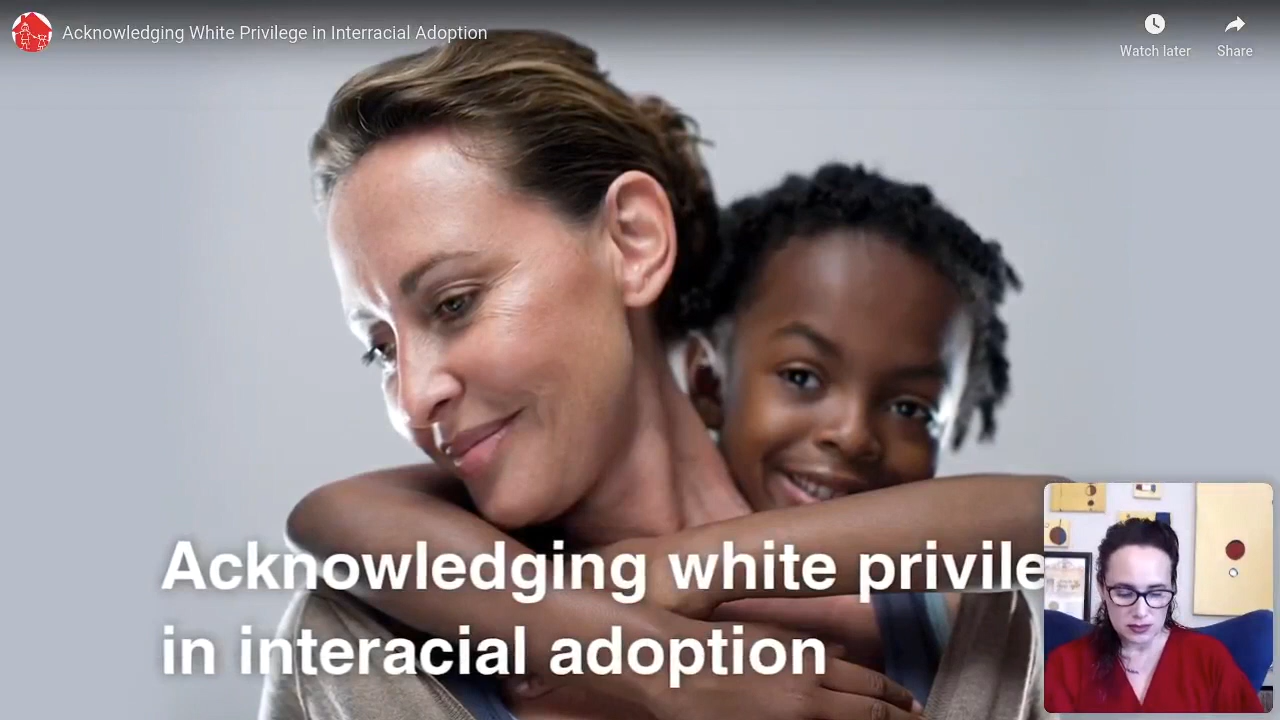 Acknowledging White Privilege in Interracial Adoption
Watch later
Share
Acknowledging white privile
in interacial adoption